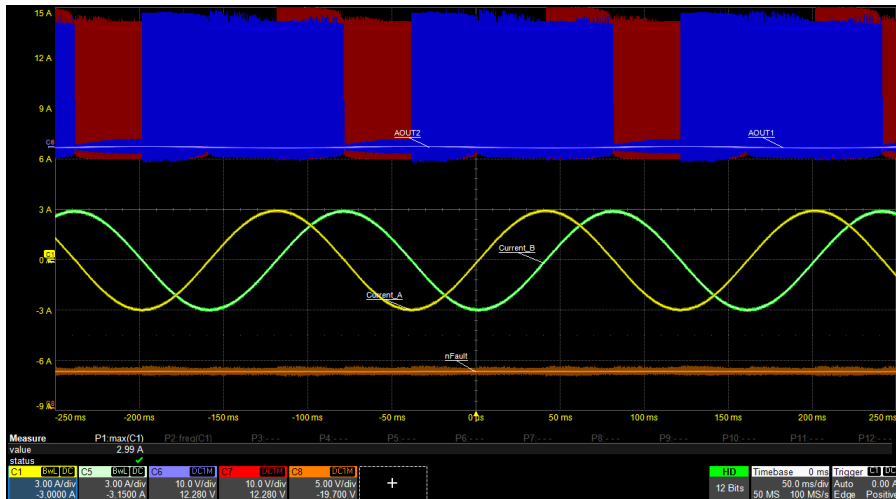 15 A
12 A
9 A
C6
AOUT2
AOUT1
6 A
3 A
Current_B
C1
0 A
Current_A
-3 A
-6 A
nFault
C8
-9 A
-250 ms -200 ms -150 ms -100 ms -50 ms 0 ms 50 ms 100 ms 150 ms 200 ms 250 ms
Measure P1:max(C1) P2:freq(C1) P3:--- P4:--- P5:--- P6:--- P7:--- P8:--- P9:--- P10:--- P11:--- P12:---
value 2.99 A
status ✓
C1 BwL DC C5 BwL DC C6 DC1M C7 DC1M C8 DC1M HD Timebase 0 ms Trigger C1 DC
3.00 A/div 3.00 A/div 10.0 V/div 10.0 V/div 5.00 V/div + 50.0 ms/div Auto 0.00
-3.0000 A -3.1500 A 12.280 V 12.280 V -19.700 V 12 Bits 50 MS 100 MS/s Edge Positiv